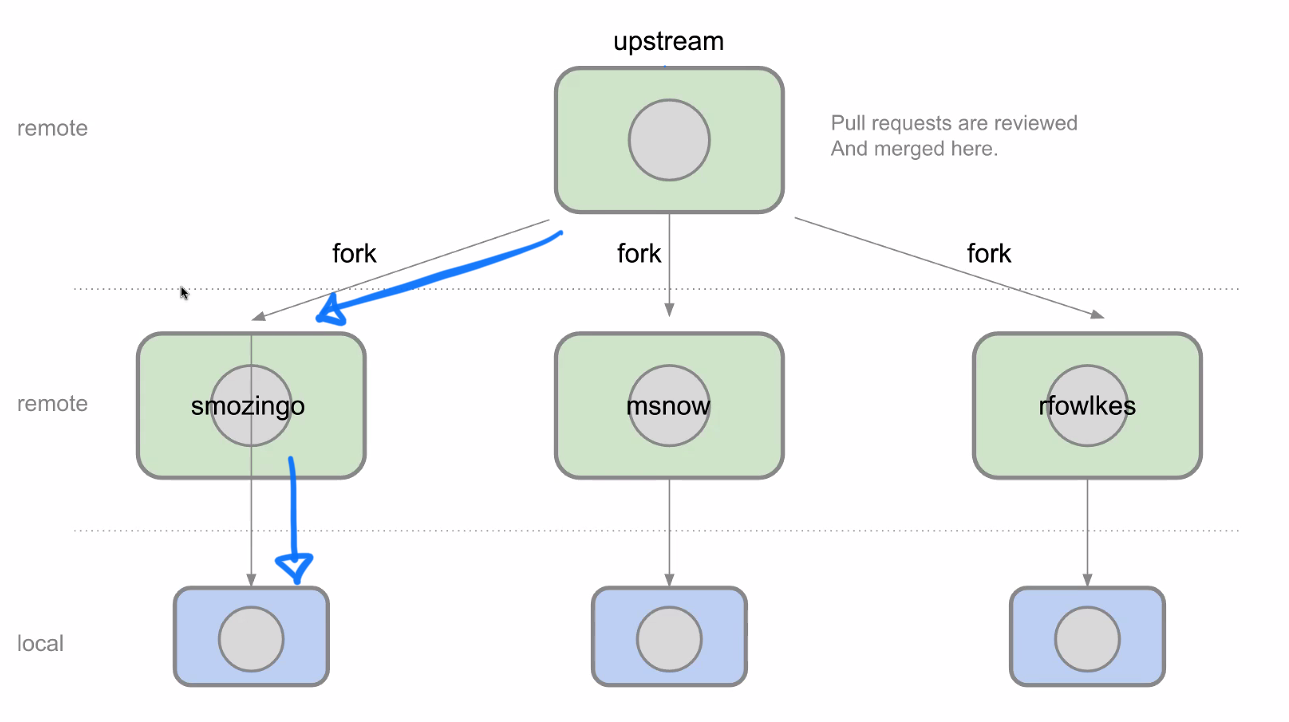 upstream
remote
Pull requests are reviewed
And merged here.
fork
fork
fork
remote
smozingo
msnow
rfowlkes
local